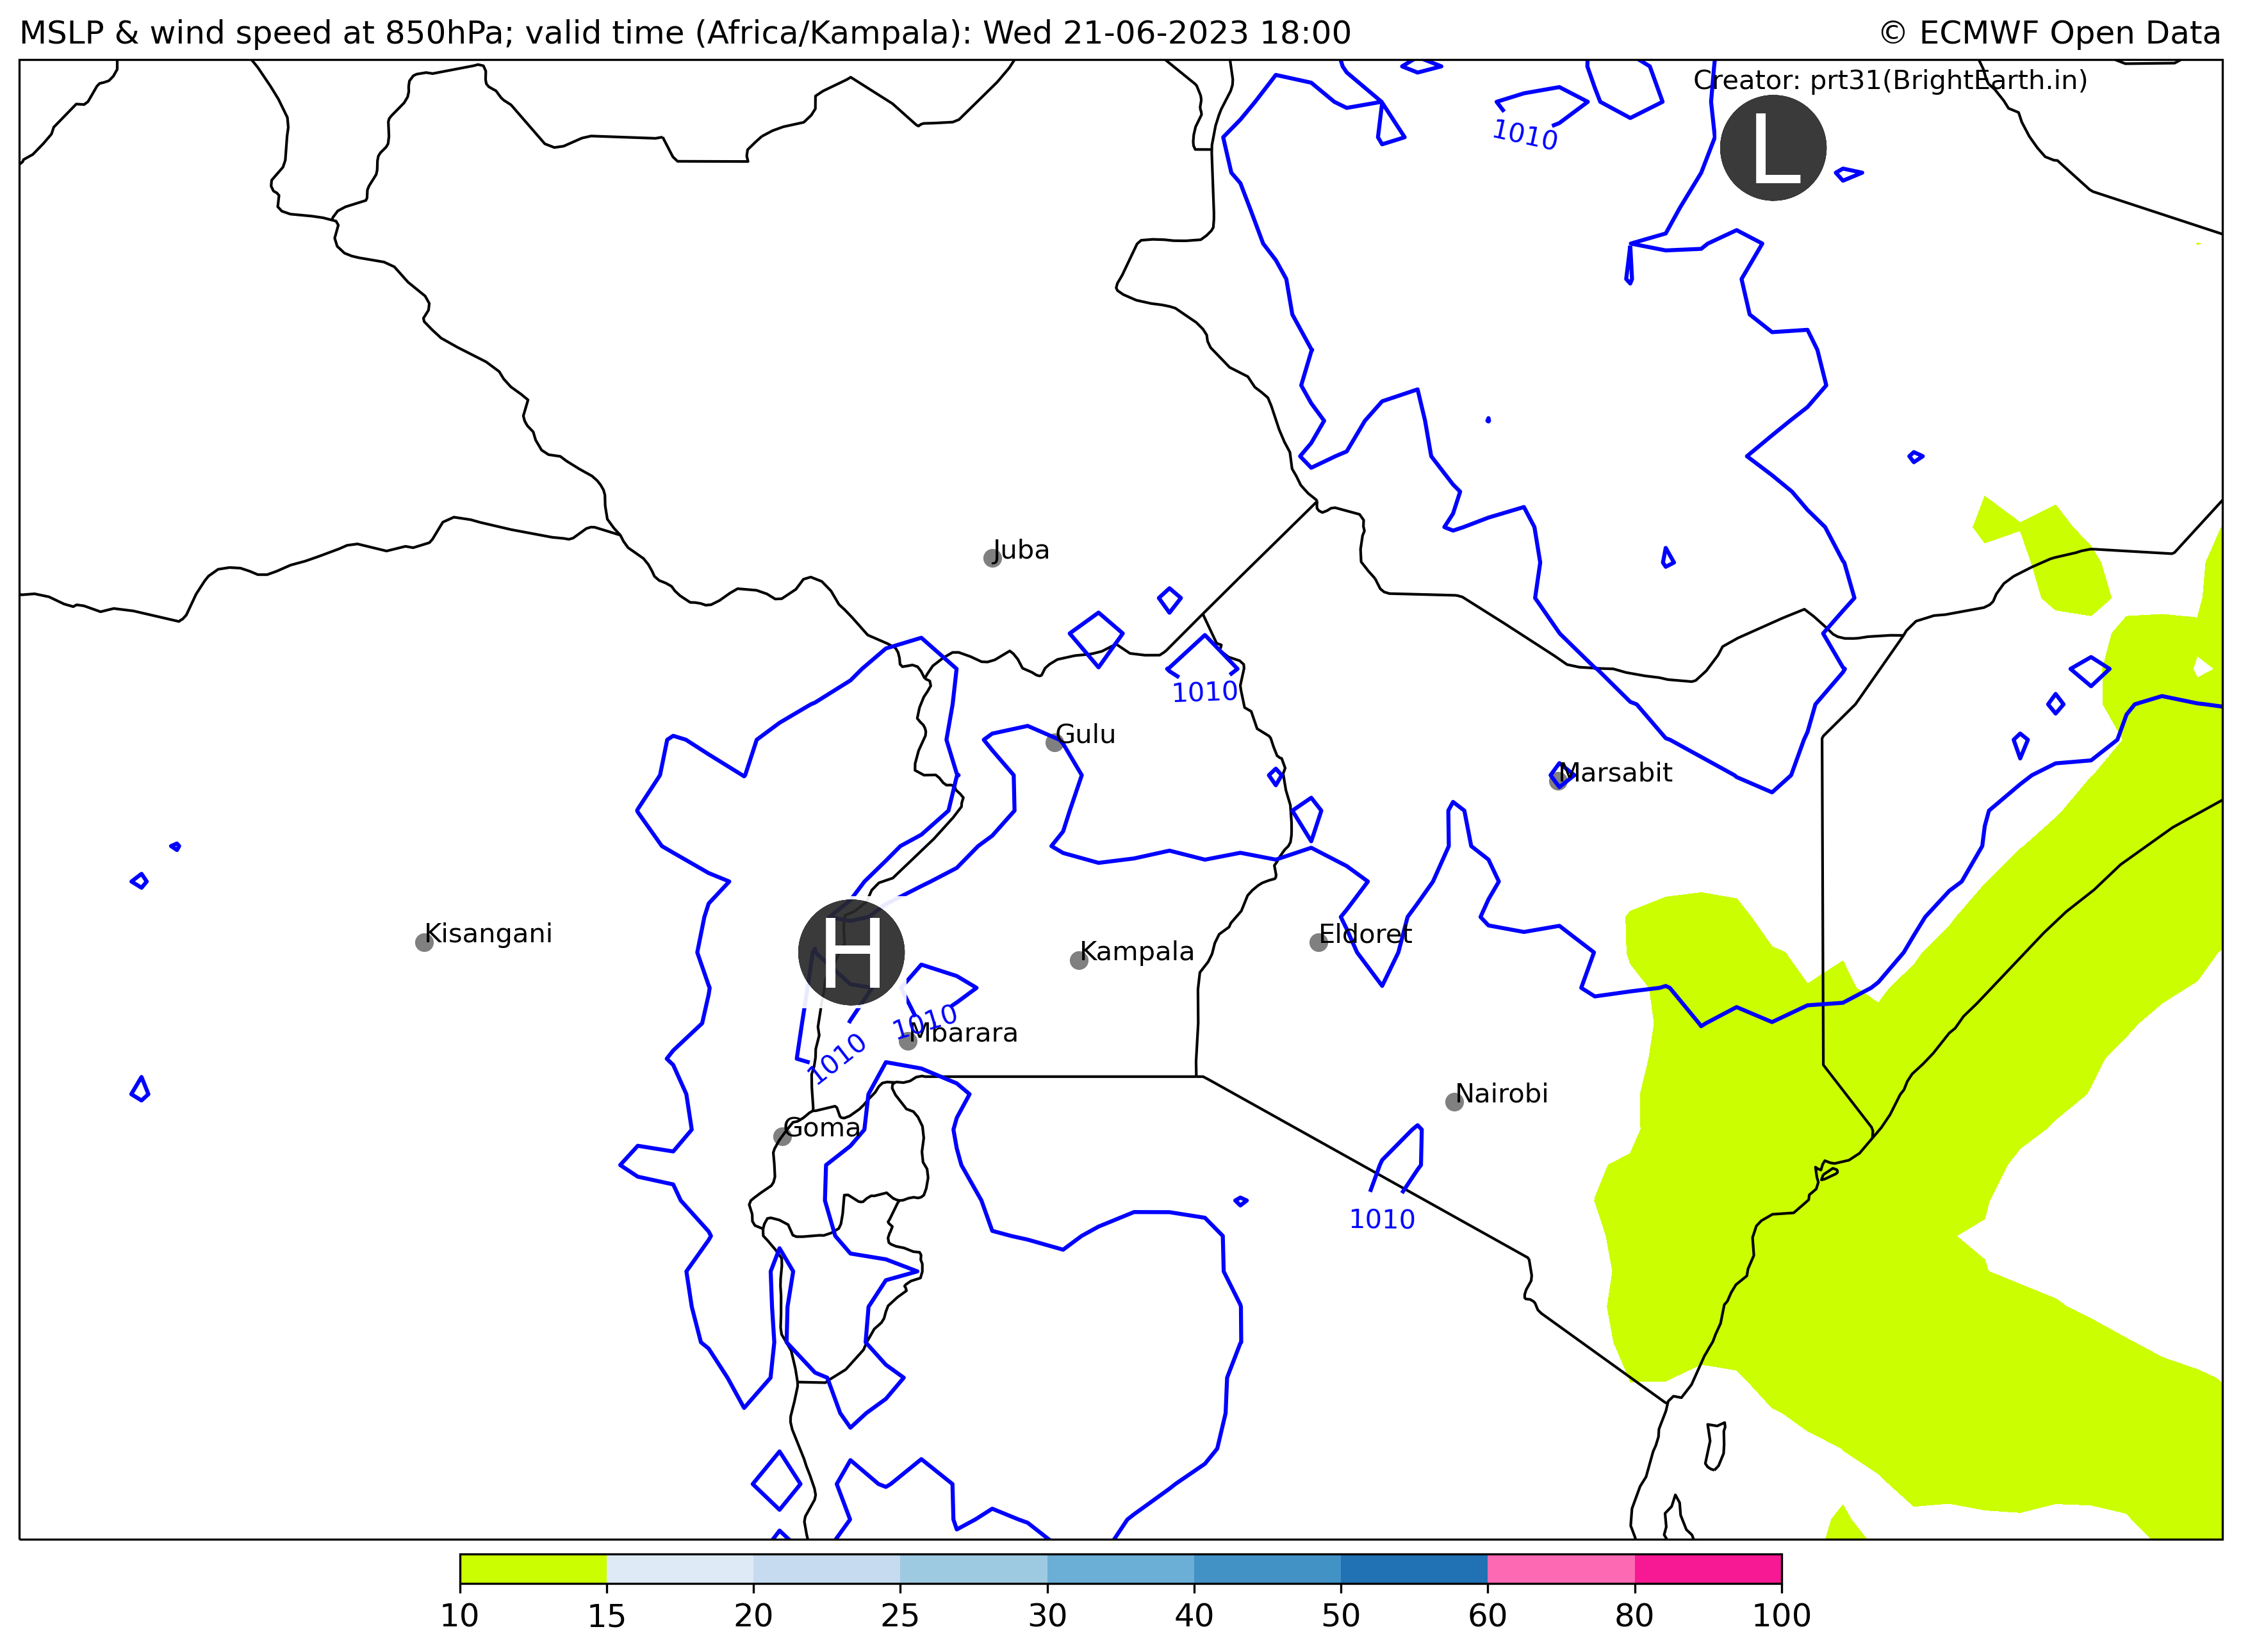 MSLP & wind speed at 850hPa; valid time (Africa/Kampala): Wed 21-06-2023 18:00
© ECMWF Open Data
Creator: prt31(BrightEarth.in)
L
1010
Juba
1010
Gulu
Marsabit
Kisangani
H
Kampala
Eldoret
1010
Mbarara
1010
Nairobi
Goma
1010
10 15 20 25 30 40 50 60 80 100